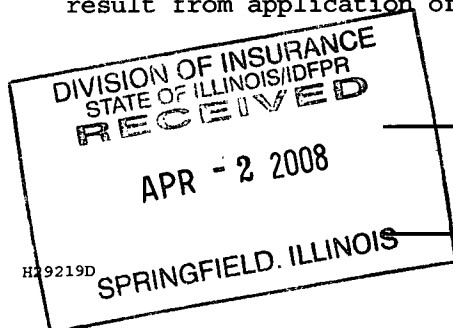 result from application of
DIVISION OF INSURANCE
STATE OF ILLINOIS/IDFPR
RECEIVED
APR - 2 2008
H29219D
SPRINGFIELD. ILLINOIS